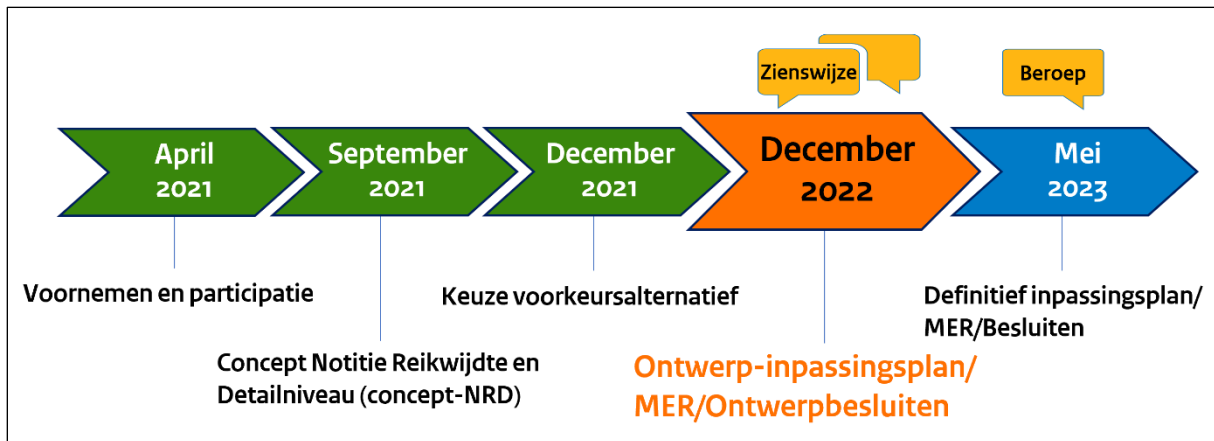 Zienswijze
Beroep
April
2021
September
2021
December
2021
December
2022
Mei
2023
Voornemen en participatie
Concept Notitie Reikwijdte en
Detailniveau (concept-NRD)
Keuze voorkeursalternatief
Ontwerp-inpassingsplan/
MER/Ontwerpbesluiten
Definitief inpassingsplan/
MER/Besluiten